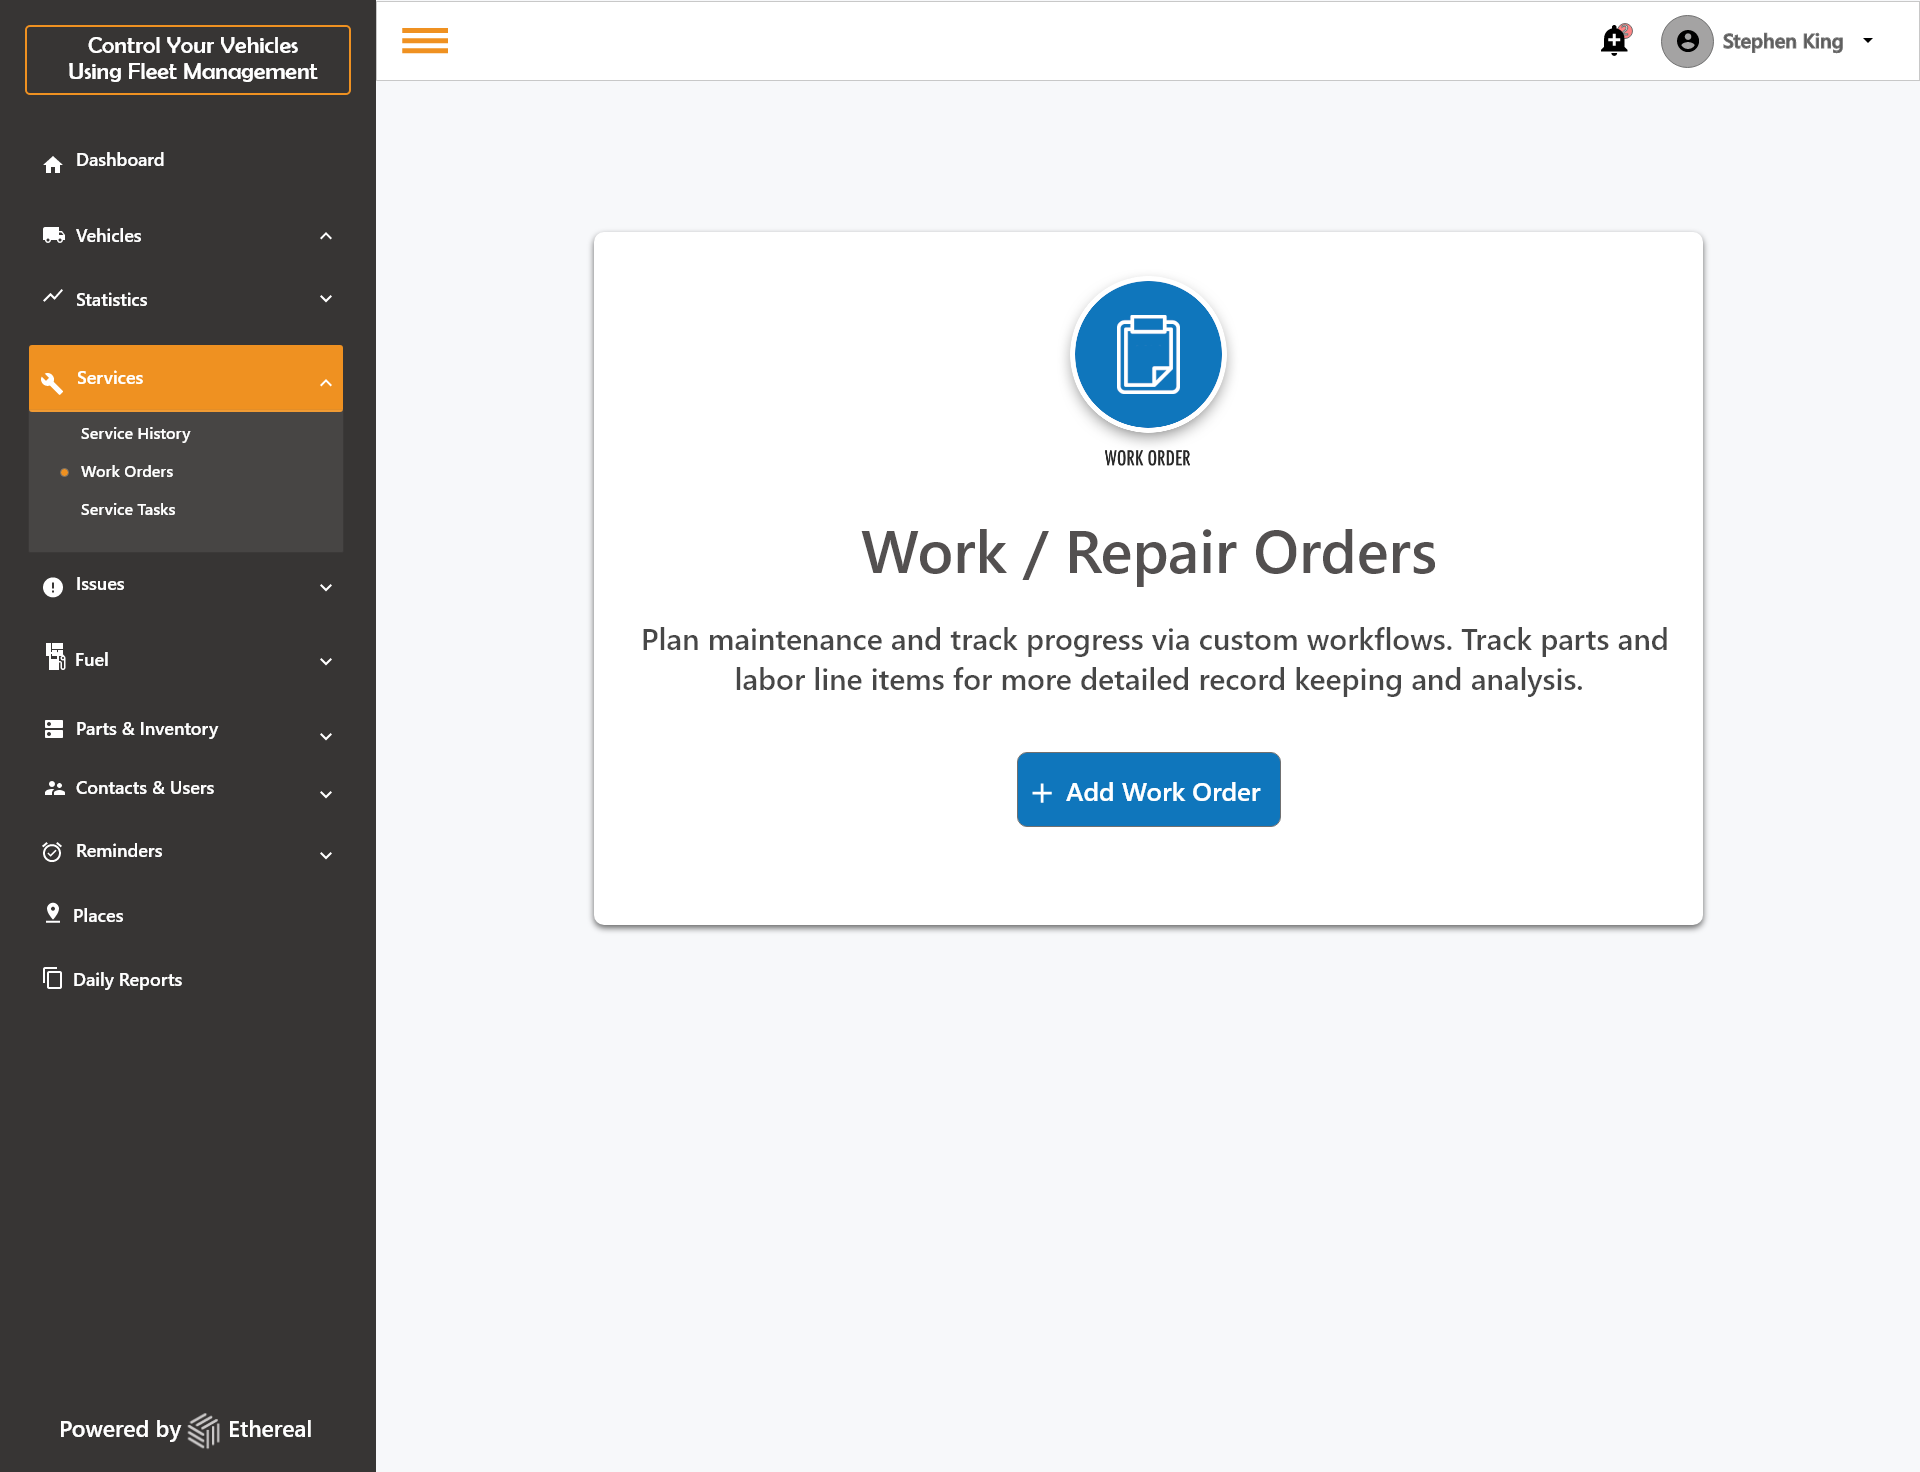 Control Your Vehicles
Using Fleet Management
Stephen King
Dashboard
Vehicles
Statistics
Services
Service History
Work Orders
Service Tasks
Issues
Fuel
Parts & Inventory
Contacts & Users
Reminders
Places
Daily Reports
Powered by Ethereal
WORK ORDER
Work / Repair Orders
Plan maintenance and track progress via custom workflows. Track parts and
labor line items for more detailed record keeping and analysis.
+ Add Work Order